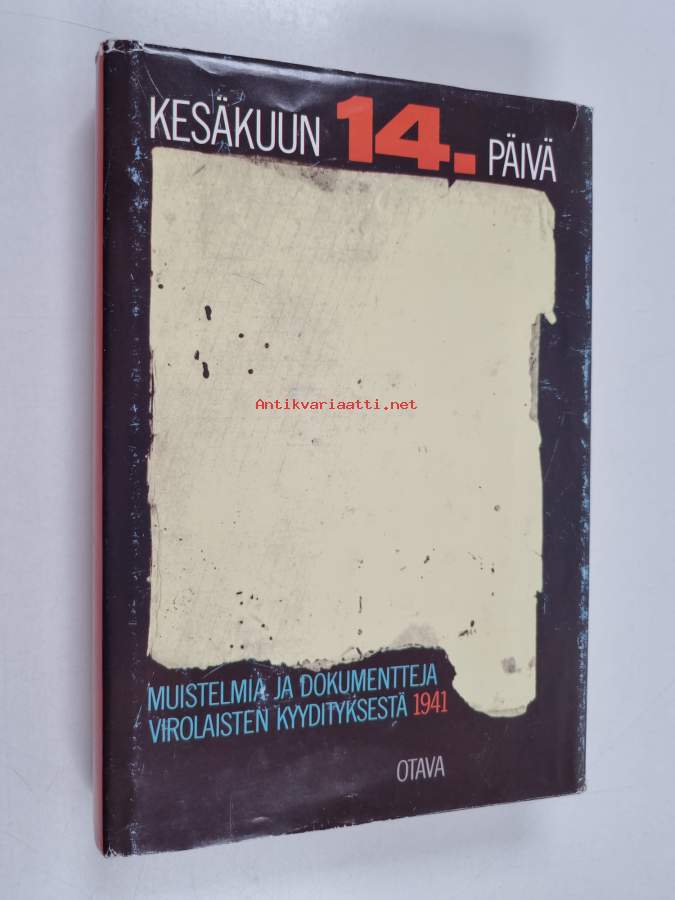 KESÄKUUN 14. PÄIVÄ
Antikvariaatti.net
MUISTELMIA JA DOKUMENTTEJA
VIROLAISTEN KYYDITYKSESTÄ 1941
OTAVA